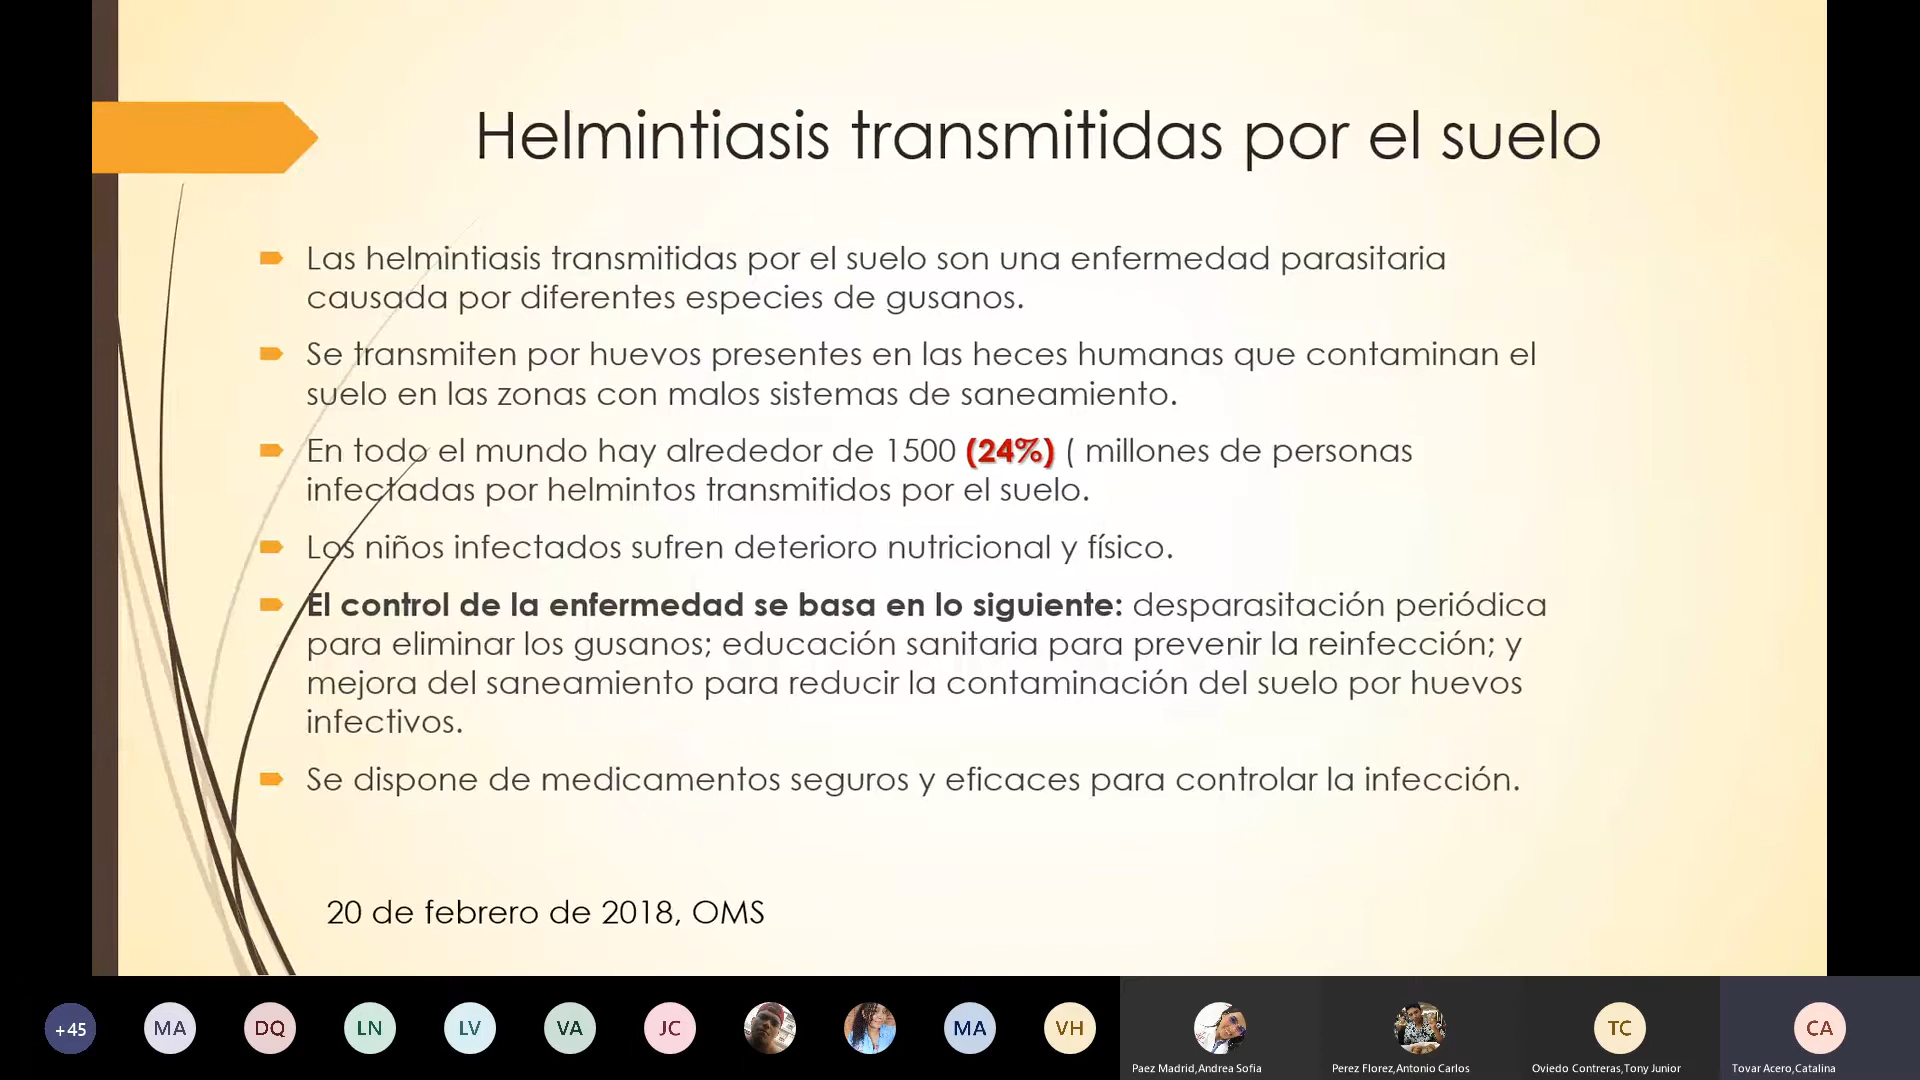 Helmintiasis transmitidas por el suelo
Las helmintiasis transmitidas por el suelo son una enfermedad parasitaria
causada por diferentes especies de gusanos.
Se transmiten por huevos presentes en las heces humanas que contaminan el
suelo en las zonas con malos sistemas de saneamiento.
En todo el mundo hay alrededor de 1500 (24%) ( millones de personas
infectadas por helmintos transmitidos por el suelo.
Los niños infectados sufren deterioro nutricional y físico.
El control de la enfermedad se basa en lo siguiente: desparasitación periódica
para eliminar los gusanos; educación sanitaria para prevenir la reinfección; y
mejora del saneamiento para reducir la contaminación del suelo por huevos
infectivos.
Se dispone de medicamentos seguros y eficaces para controlar la infección.
20 de febrero de 2018, OMS
+45 MA DQ LN LV VA JC MA VH TC CA
Paez Madrid,Andrea Sofia Perez Florez,Antonio Carlos Oviedo Contreras,Tony Junior Tovar Acero,Catalina